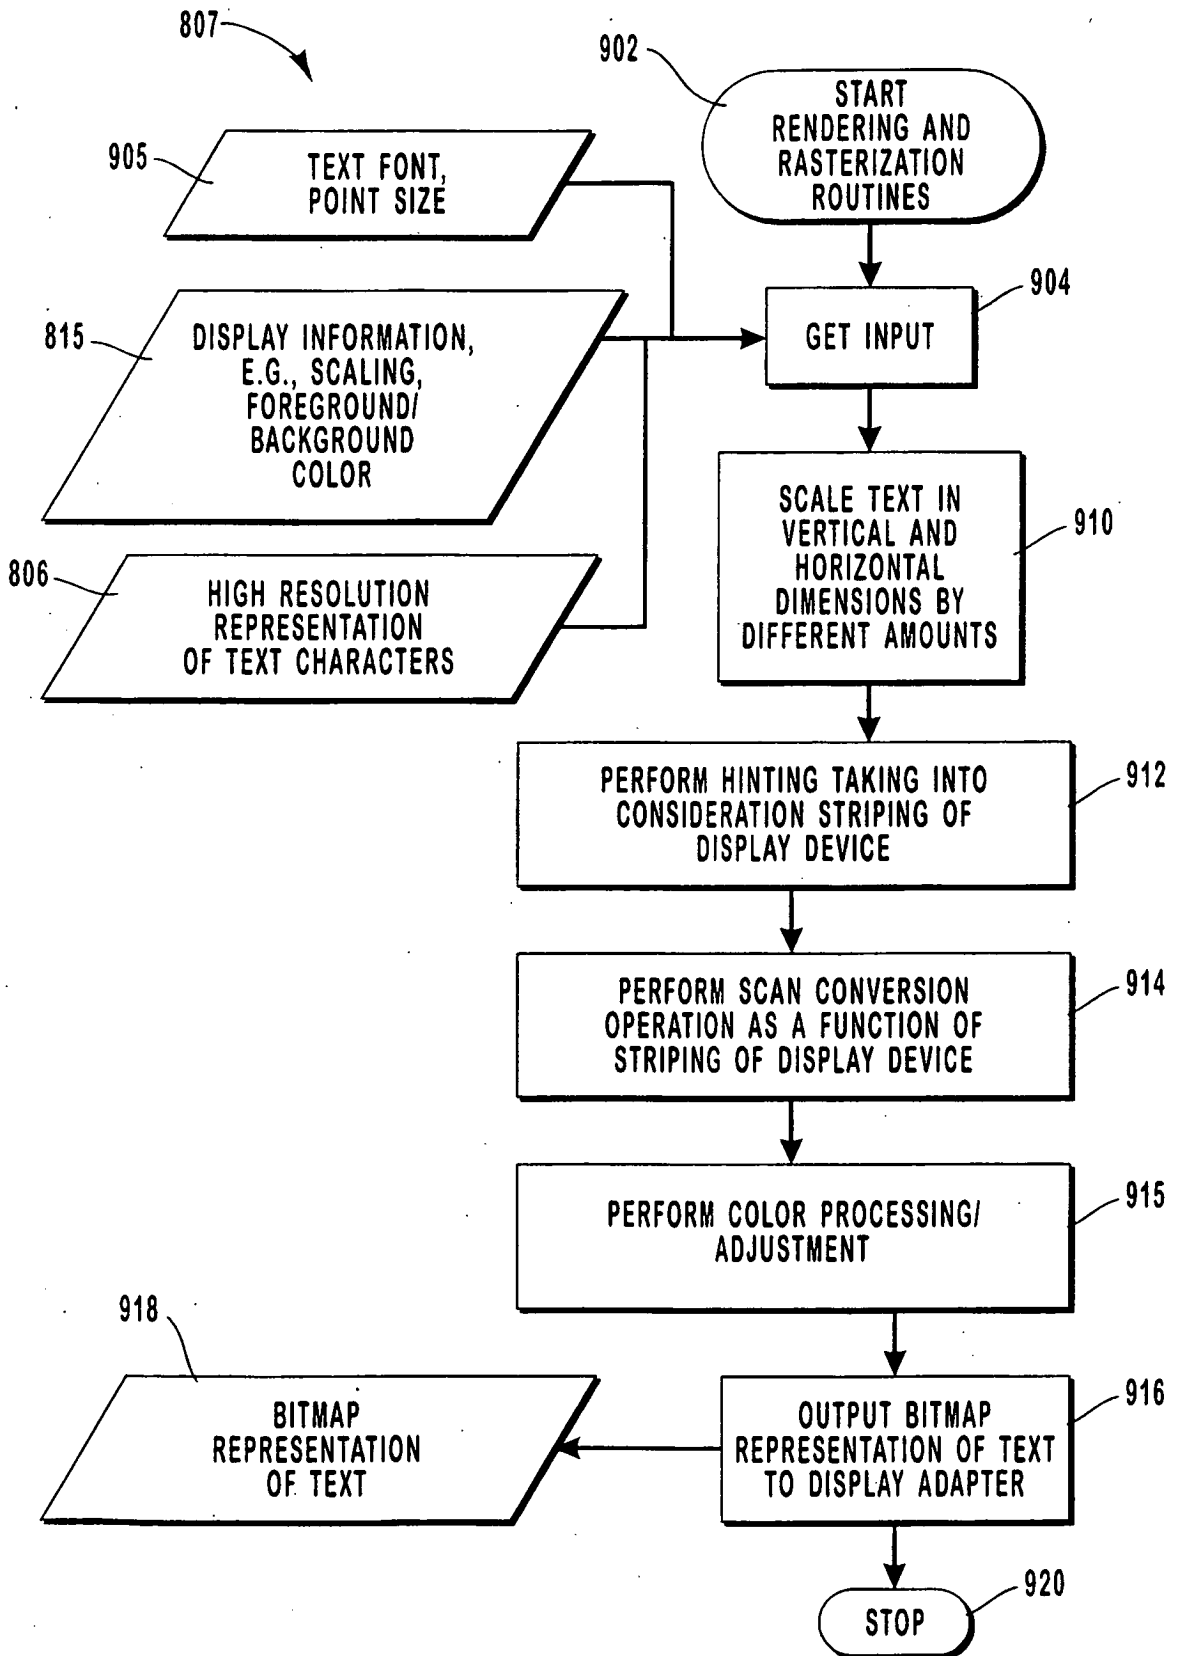 807
902
START
RENDERING AND
RASTERIZATION
ROUTINES
905
TEXT FONT,
POINT SIZE
904
GET INPUT
815
DISPLAY INFORMATION,
E.G., SCALING,
FOREGROUND/
BACKGROUND
COLOR
910
SCALE TEXT IN
VERTICAL AND
HORIZONTAL
DIMENSIONS BY
DIFFERENT AMOUNTS
806
HIGH RESOLUTION
REPRESENTATION
OF TEXT CHARACTERS
912
PERFORM HINTING TAKING INTO
CONSIDERATION STRIPING OF
DISPLAY DEVICE
914
PERFORM SCAN CONVERSION
OPERATION AS A FUNCTION OF
STRIPING OF DISPLAY DEVICE
915
PERFORM COLOR PROCESSING/
ADJUSTMENT
916
OUTPUT BITMAP
REPRESENTATION OF TEXT
TO DISPLAY ADAPTER
918
BITMAP
REPRESENTATION
OF TEXT
920
STOP